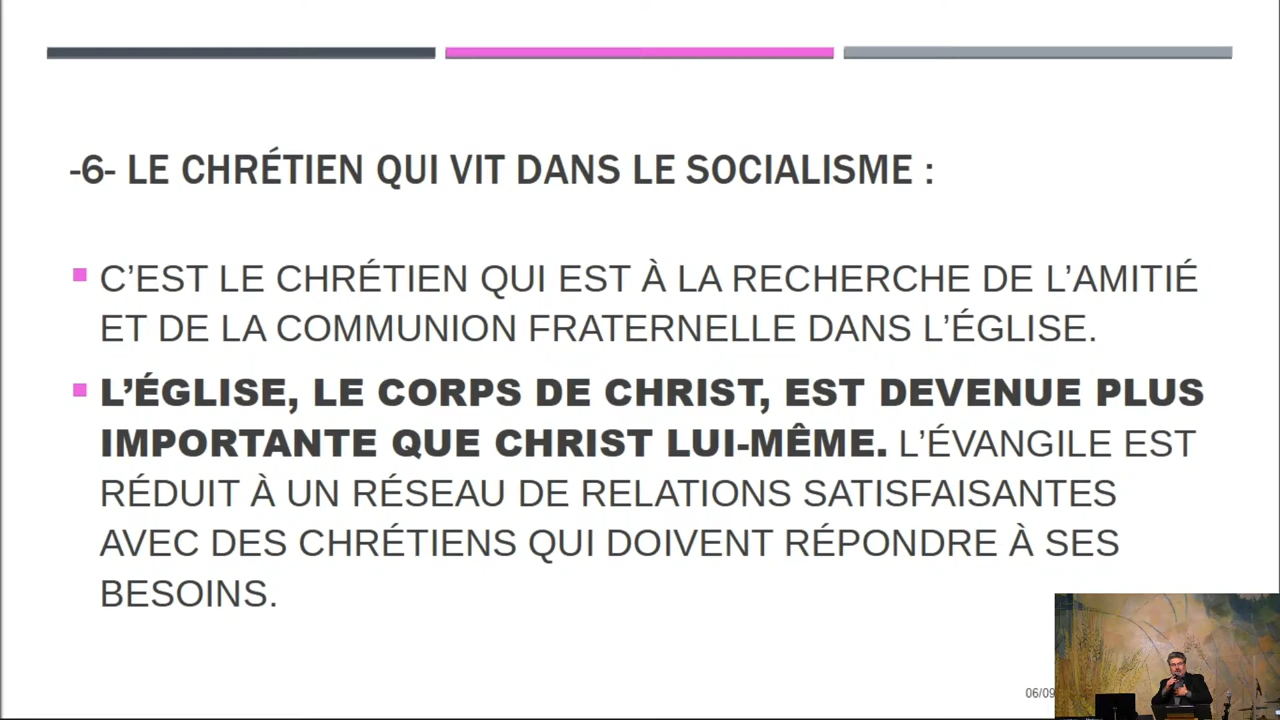 -6- LE CHRÉTIEN QUI VIT DANS LE SOCIALISME :
C’EST LE CHRÉTIEN QUI EST À LA RECHERCHE DE L’AMITIÉ
ET DE LA COMMUNION FRATERNELLE DANS L’ÉGLISE.
L’ÉGLISE, LE CORPS DE CHRIST, EST DEVENUE PLUS
IMPORTANTE QUE CHRIST LUI-MÊME. L’ÉVANGILE EST
RÉDUIT À UN RÉSEAU DE RELATIONS SATISFAISANTES
AVEC DES CHRÉTIENS QUI DOIVENT RÉPONDRE À SES
BESOINS.
06/09